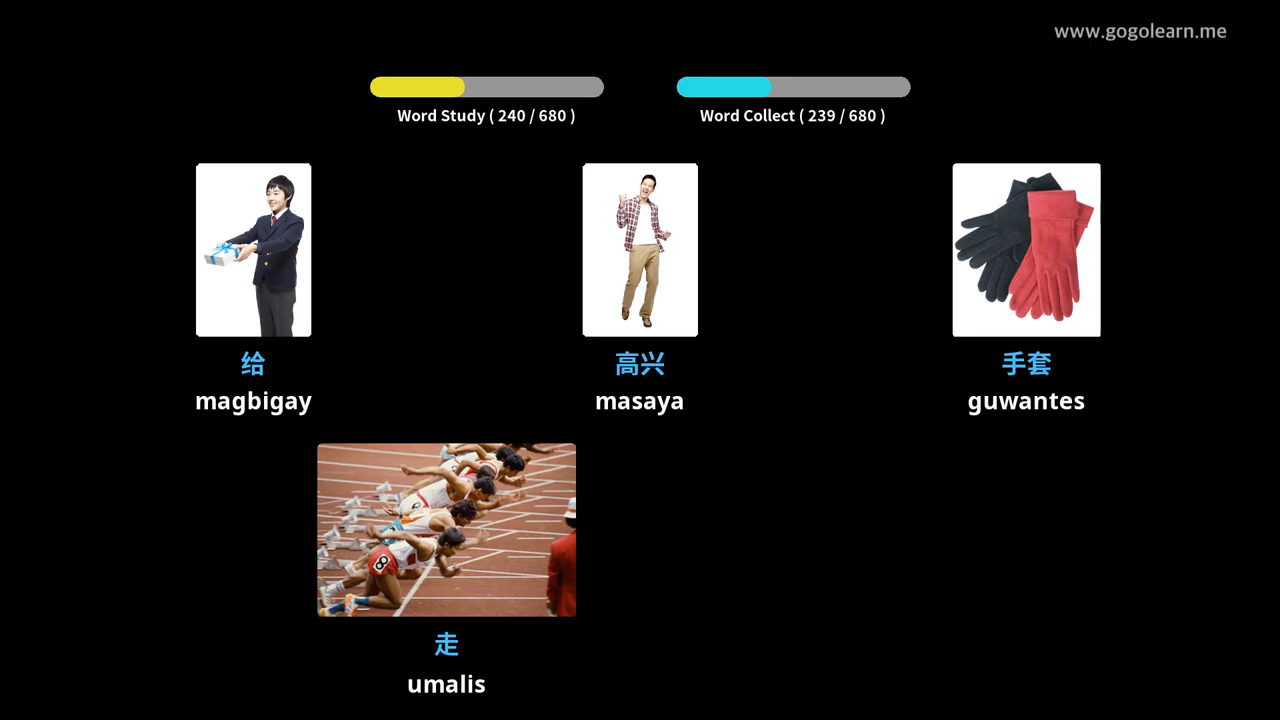 www.gogolearn.me
Word Study ( 240 / 680 )
Word Collect ( 239 / 680 )
给
magbigay
高兴
masaya
手套
guwantes
8
走
umalis